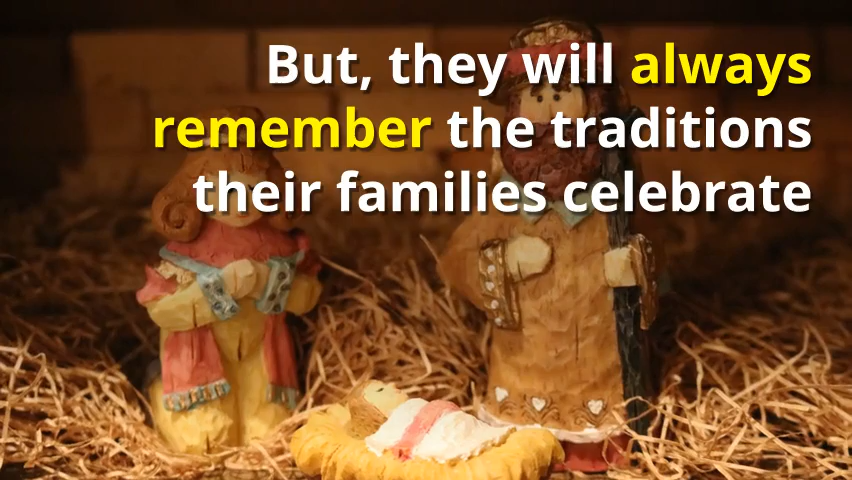 But, they will always
remember the traditions
their families celebrate